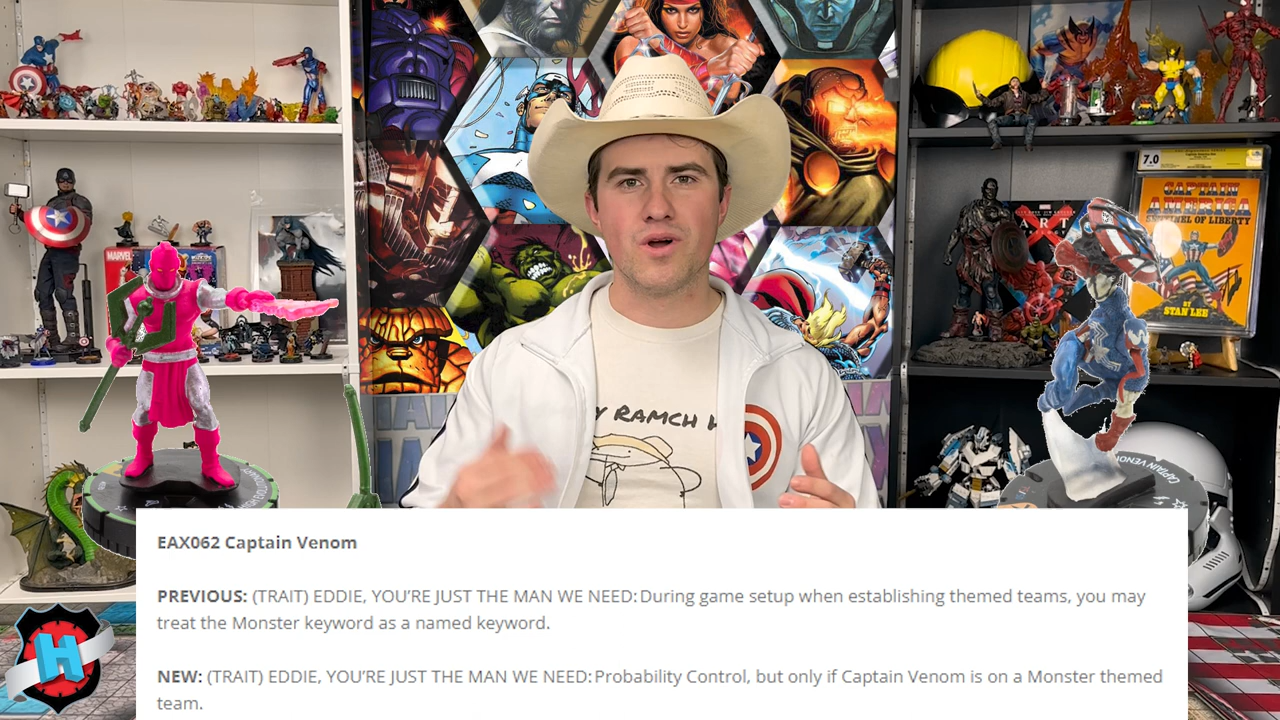 7.0
CAPTAIN
AMERICA
SENTINEL OF LIBERTY
BY
STAN LEE
MARVEL
RAMCH
CAPTAIN VENOM
H
EAX062 Captain Venom
PREVIOUS: (TRAIT) EDDIE, YOU'RE JUST THE MAN WE NEED: During game setup when establishing themed teams, you may
treat the Monster keyword as a named keyword.
NEW: (TRAIT) EDDIE, YOU'RE JUST THE MAN WE NEED: Probability Control, but only if Captain Venom is on a Monster themed
team.